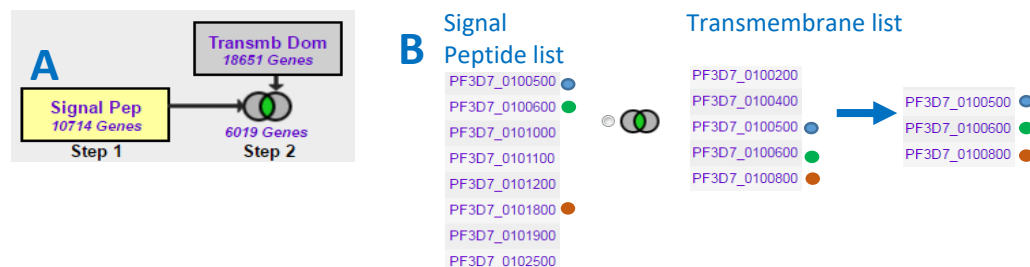 A
Transmb Dom
18651 Genes
Signal Pep
10714 Genes
6019 Genes
Step 1
Step 2
B
Signal
Peptide list
PF3D7_0100500
PF3D7_0100600
PF3D7_0101000
PF3D7_0101100
PF3D7_0101200
PF3D7_0101800
PF3D7_0101900
PF3D7_0102500
Transmembrane list
PF3D7_0100200
PF3D7_0100400
PF3D7_0100500
PF3D7_0100600
PF3D7_0100800
PF3D7_0100500
PF3D7_0100600
PF3D7_0100800